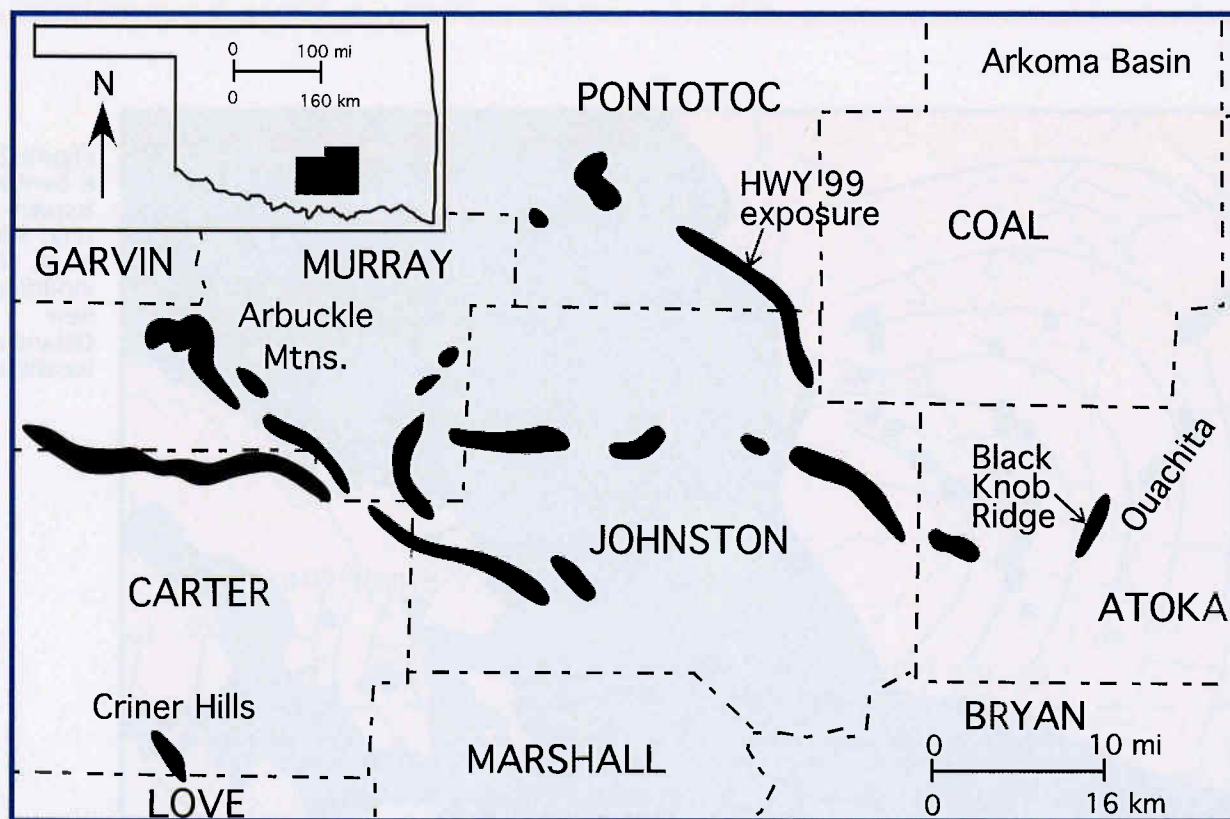 0 100 mi
0 160 km
N
PONTOTOC
Arkoma Basin
HWY 99
exposure
COAL
GARVIN
MURRAY
Arbuckle
Mtns.
Black
Knob
Ridge
Ouachita
JOHNSTON
CARTER
ATOKA
Criner Hills
MARSHALL
BRYAN
0 10 mi
0 16 km
LOVE